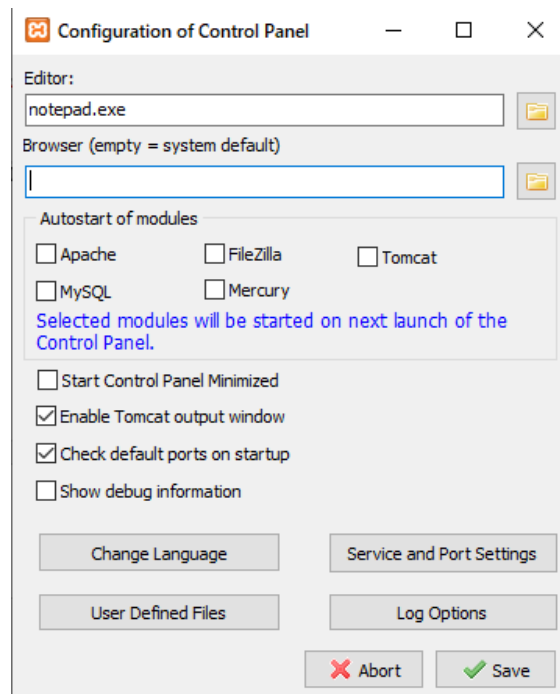 Configuration of Control Panel
Editor:
notepad.exe
Browser (empty = system default)
Autostart of modules
Apache FileZilla Tomcat
MySQL Mercury
Selected modules will be started on next launch of the
Control Panel.
Start Control Panel Minimized
Enable Tomcat output window
Check default ports on startup
Show debug information
Change Language Service and Port Settings
User Defined Files Log Options
Abort Save